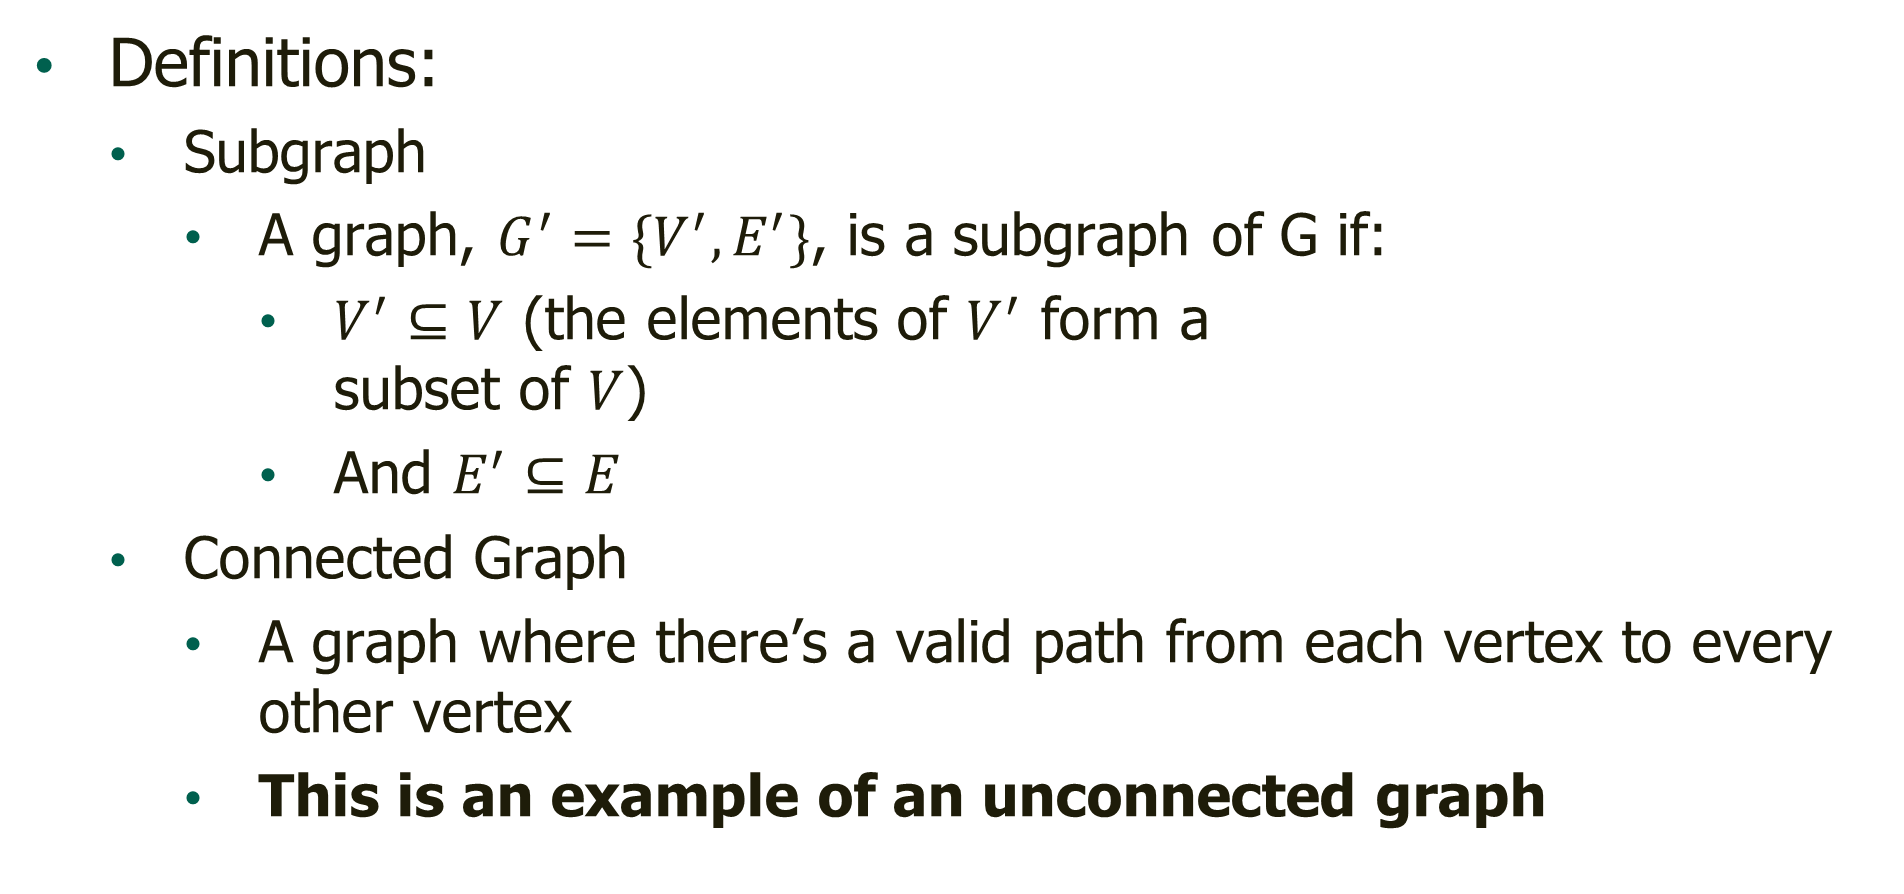 • Definitions:
• Subgraph
• A graph, G′ = {V′, E′}, is a subgraph of G if:
• V′ ⊆ V (the elements of V′ form a
subset of V)
• And E′ ⊆ E
• Connected Graph
• A graph where there’s a valid path from each vertex to every
other vertex
• This is an example of an unconnected graph